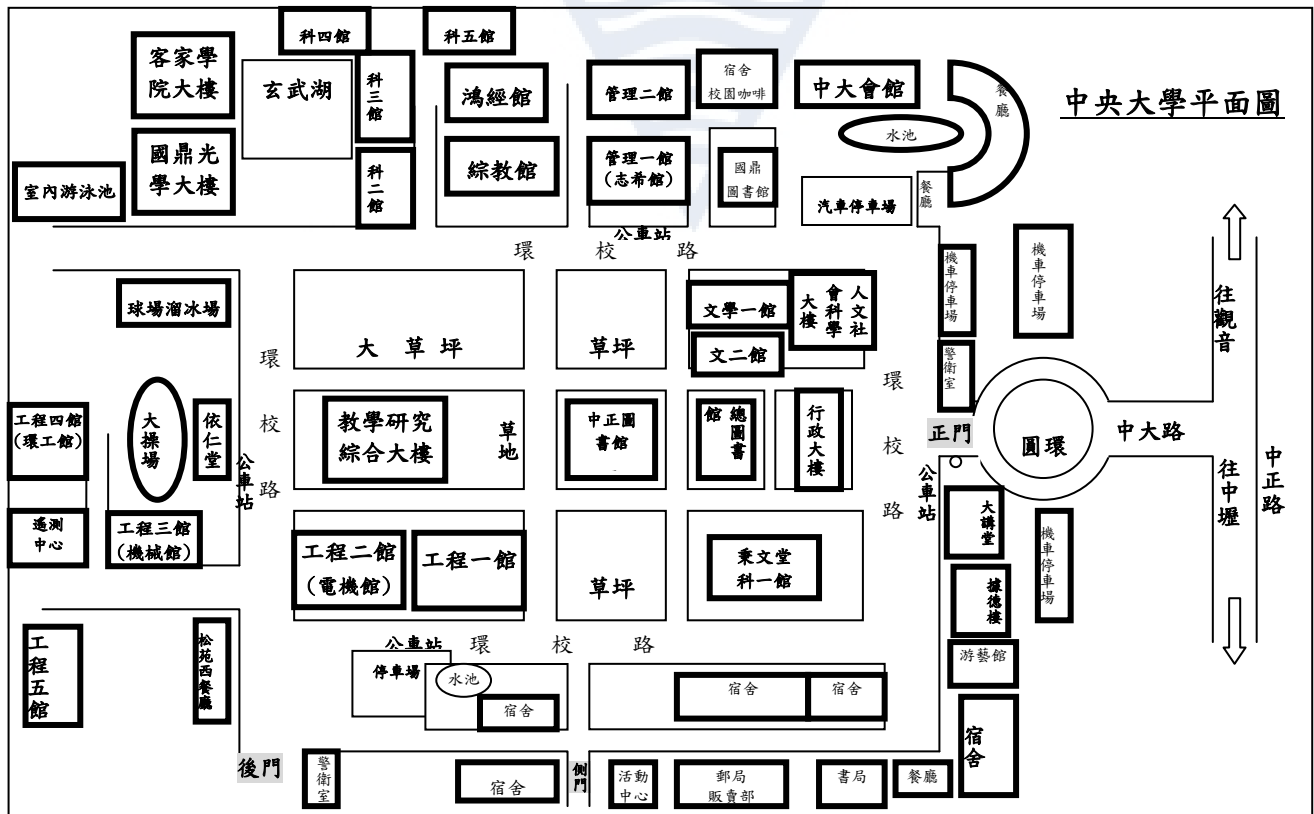 中央大學平面圖
科四館
科五館
客家學
院大樓
玄武湖
科三館
鴻經館
管理二館
宿舍
校園咖啡
中大會館
餐廳
水池
國鼎光
學大樓
室內游泳池
科二館
綜教館
管理一館
(志希館)
國鼎
圖書館
汽車停車場
餐廳
公車站
環 校 路
球場溜冰場
大 草 坪
草坪
文學一館
文二館
人文社
會科學
大樓
機車停車場
機車停車場
警衛室
往觀音
環 校 路
工程四館
(環工館)
大操場
依仁堂
公車站
教學研究
綜合大樓
草地
中正圖
書館
總圖書
館
行政大樓
環 校 路
正門
圓環
中大路
往中壢
中正路
公車站
遙測
中心
工程三館
(機械館)
工程二館
(電機館)
工程一館
草坪
秉文堂
科一館
大講堂
機車停車場
據德樓
工程五館
松苑西餐廳
公車站
環 校 路
停車場
水池
宿舍
宿舍
宿舍
游藝館
宿舍
後門
警衛室
宿舍
側門
活動
中心
郵局
販賣部
書局
餐廳